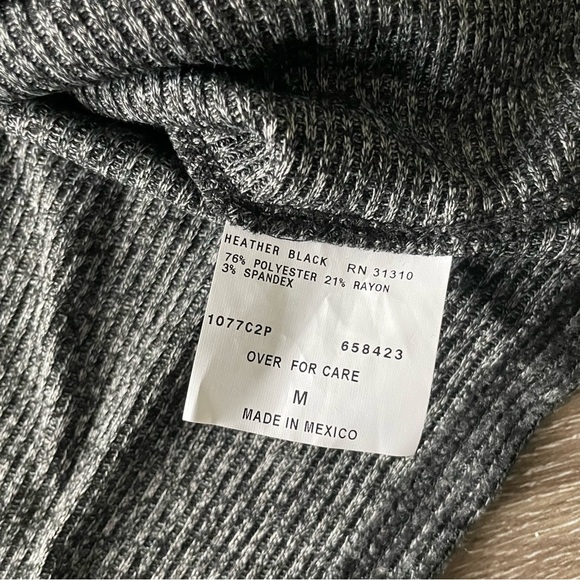 HEATHER BLACK RN 31310
76% POLYESTER 21% RAYON
3% SPANDEX
1077C2P 658423
OVER FOR CARE
M
MADE IN MEXICO